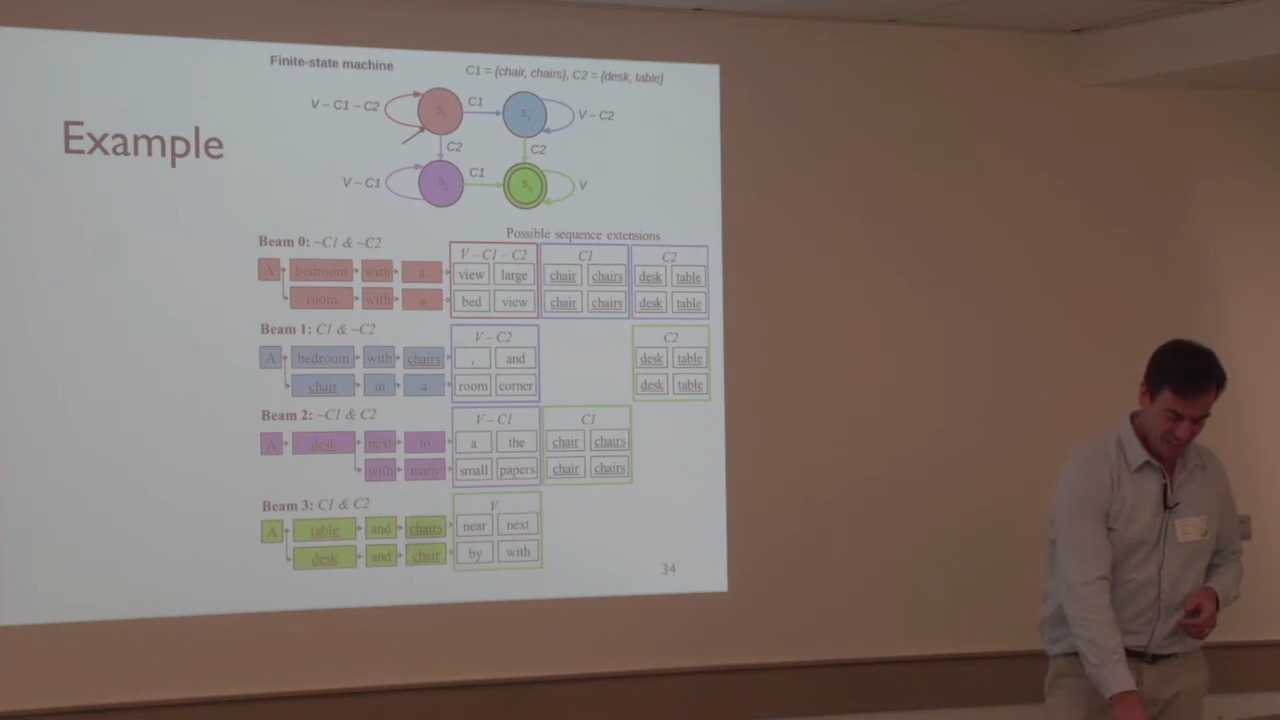 Finite-state machine
C1 = {chair, chairs}, C2 = {desk, table}
Example
V – C1 – C2
C1
V – C2
C2
C2
V – C1
C1
V
Possible sequence extensions
Beam 0: ~C1 & ~C2
V – C1 – C2
C1
C2
A bedroom with a view large chair chairs desk table
room with a bed view chair chairs desk table
Beam 1: C1 & ~C2
V – C2
C2
A bedroom with chairs , and desk table
chair in a room corner desk table
Beam 2: ~C1 & C2
V – C1
C1
A desk next to a the chair chairs
with many small papers chair chairs
Beam 3: C1 & C2
V
A table and chairs near next
desk and chair by with
34